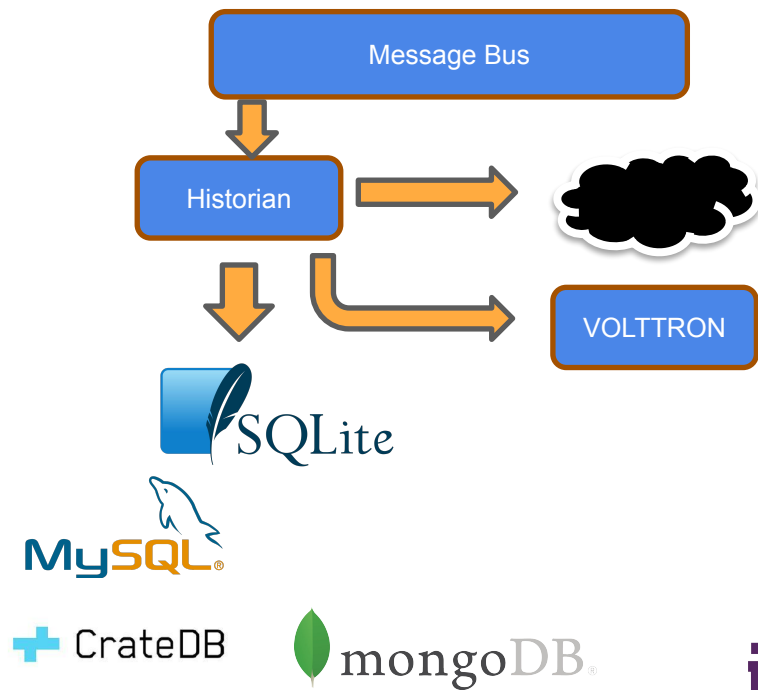 Message Bus
Historian
VOLTTRON
SQLite
MySQL®
CrateDB
mongoDB®